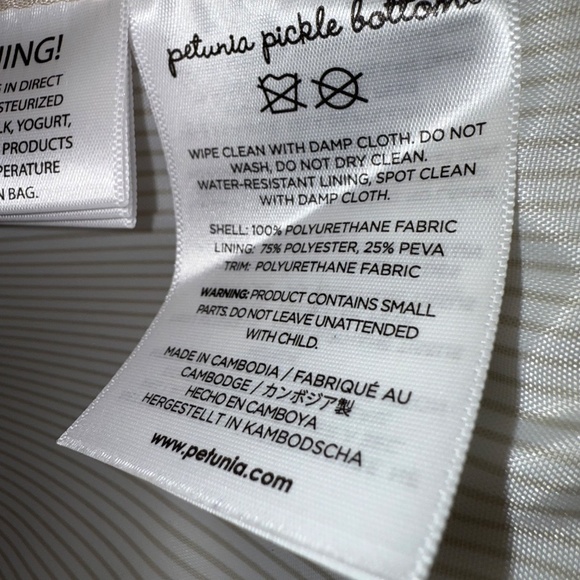 NING!
IN DIRECT
STEURIZED
LK, YOGURT,
PRODUCTS
PERATURE
N BAG.
petunia pickle bottom
WIPE CLEAN WITH DAMP CLOTH. DO NOT
WASH, DO NOT DRY CLEAN.
WATER-RESISTANT LINING, SPOT CLEAN
WITH DAMP CLOTH.
SHELL: 100% POLYURETHANE FABRIC
LINING: 75% POLYESTER, 25% PEVA
TRIM: POLYURETHANE FABRIC
WARNING: PRODUCT CONTAINS SMALL
PARTS. DO NOT LEAVE UNATTENDED
WITH CHILD.
MADE IN CAMBODIA / FABRIQUÉ AU
CAMBODGE / カンボジア製
HECHO EN CAMBOYA
HERGESTELLT IN KAMBODSCHA
www.petunia.com